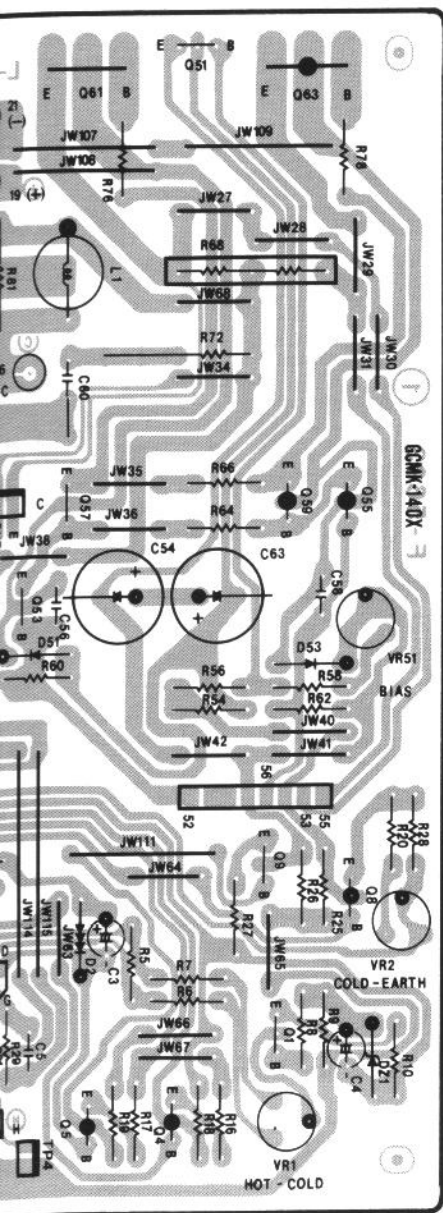 E Q51 B
E Q61 B
E Q63 B
21
(-)
JW107
JW109
JW108
R76
R78
19 (+)
JW27
JW28
R68
JW29
R81
L1
JW68
R72
JW34
JW31
JW30
C60
C
GCMK-140X
JW35
R66
E
E
E
Q57
Q59
Q55
C
JW36
R64
B
B
B
E
JW38
C54
C63
E
Q53
B
C56
C58
+
+
D51
D53
VR51
R60
R56
R58
BIAS
R54
R62
JW40
JW42
JW41
56
52
53
55
R20
R28
JW111
E
Q9
B
JW64
E
Q8
B
R26
R25
R27
JW114
JW115
JW63
D2
C3
+
R5
JW65
VR2
COLD-EARTH
R7
R6
G
E
Q1
B
R8
R9
JW66
+
C4
R10
R29
C5
JW67
E
Q5
B
R19
R17
E
Q4
B
R18
R16
TP4
VR1
HOT - COLD